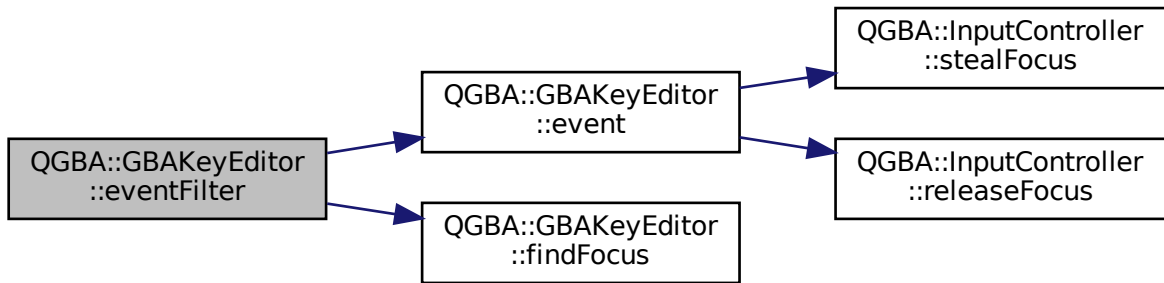 QGBA::GBAKeyEditor
::eventFilter
QGBA::GBAKeyEditor
::event
QGBA::GBAKeyEditor
::findFocus
QGBA::InputController
::stealFocus
QGBA::InputController
::releaseFocus